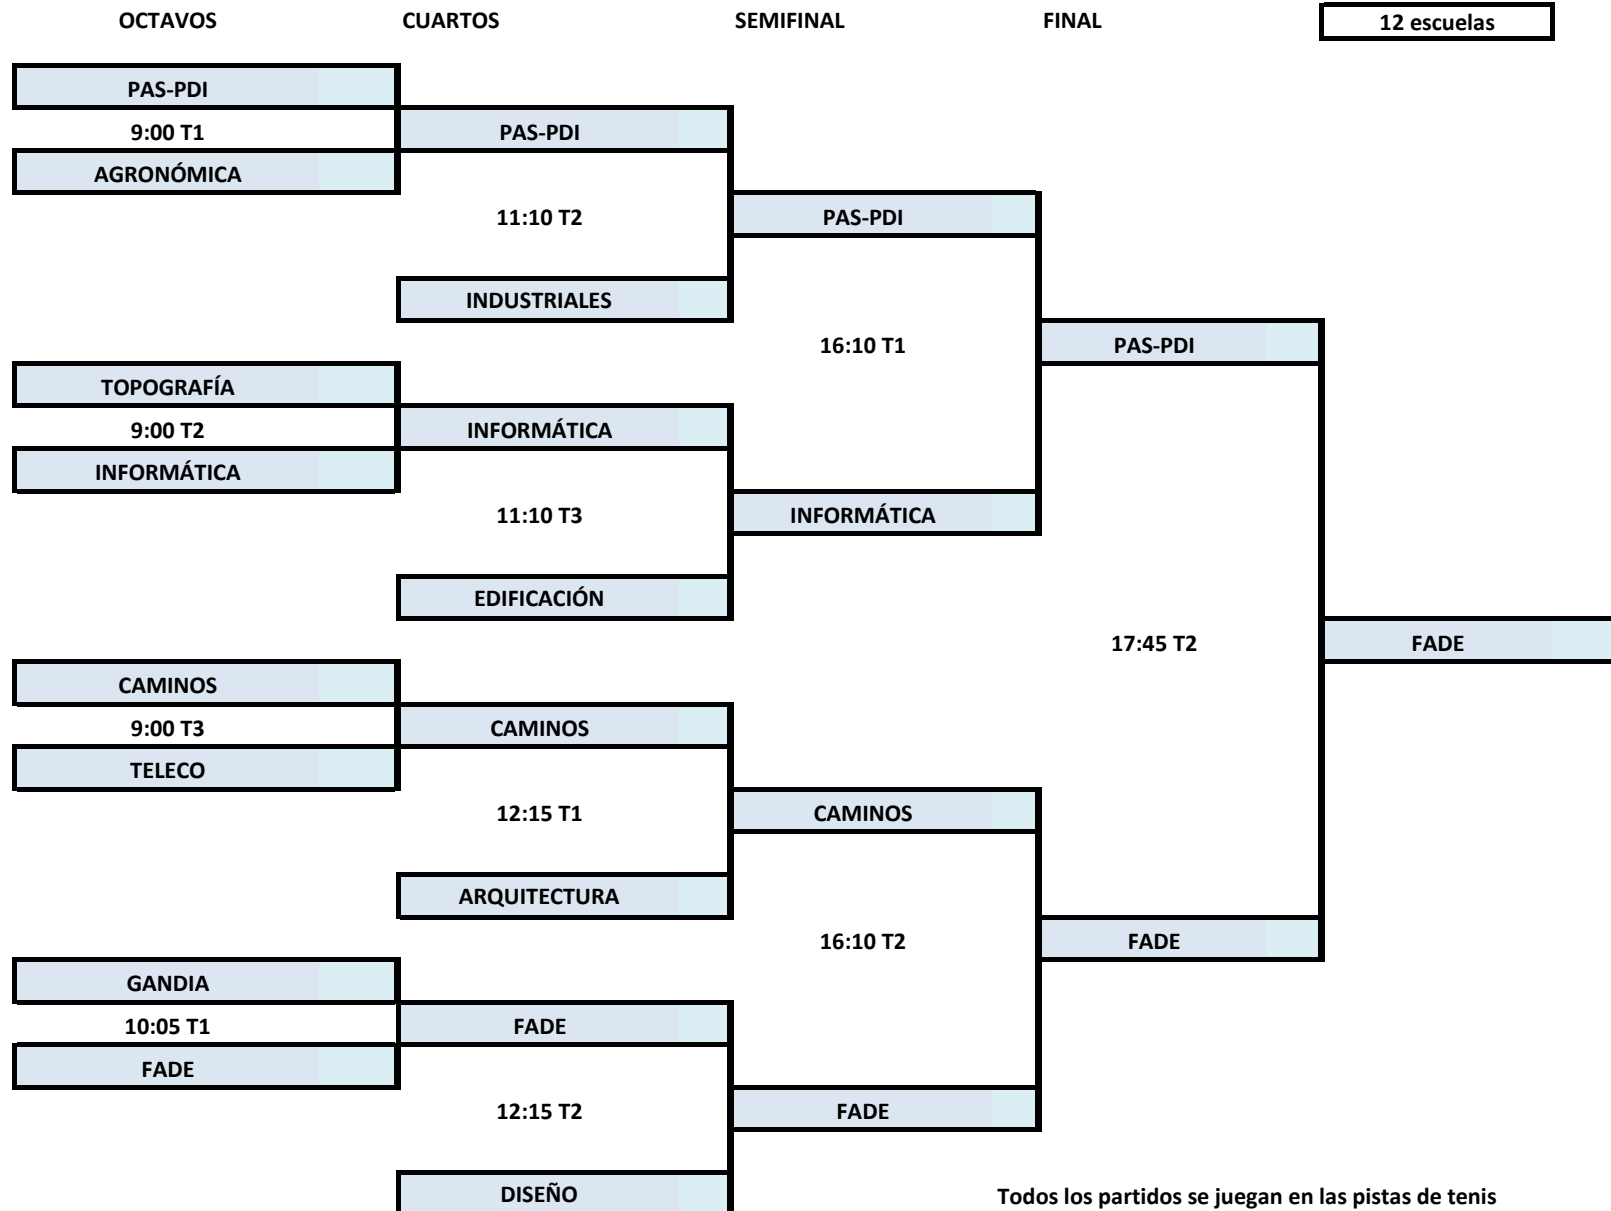 OCTAVOS CUARTOS SEMIFINAL FINAL 12 escuelas
PAS-PDI
9:00 T1 PAS-PDI
AGRONÓMICA
11:10 T2 PAS-PDI
INDUSTRIALES
16:10 T1 PAS-PDI
TOPOGRAFÍA
9:00 T2 INFORMÁTICA
INFORMÁTICA
11:10 T3 INFORMÁTICA
EDIFICACIÓN
17:45 T2 FADE
CAMINOS
9:00 T3 CAMINOS
TELECO
12:15 T1 CAMINOS
ARQUITECTURA
16:10 T2 FADE
GANDIA
10:05 T1 FADE
FADE
12:15 T2 FADE
DISEÑO Todos los partidos se juegan en las pistas de tenis